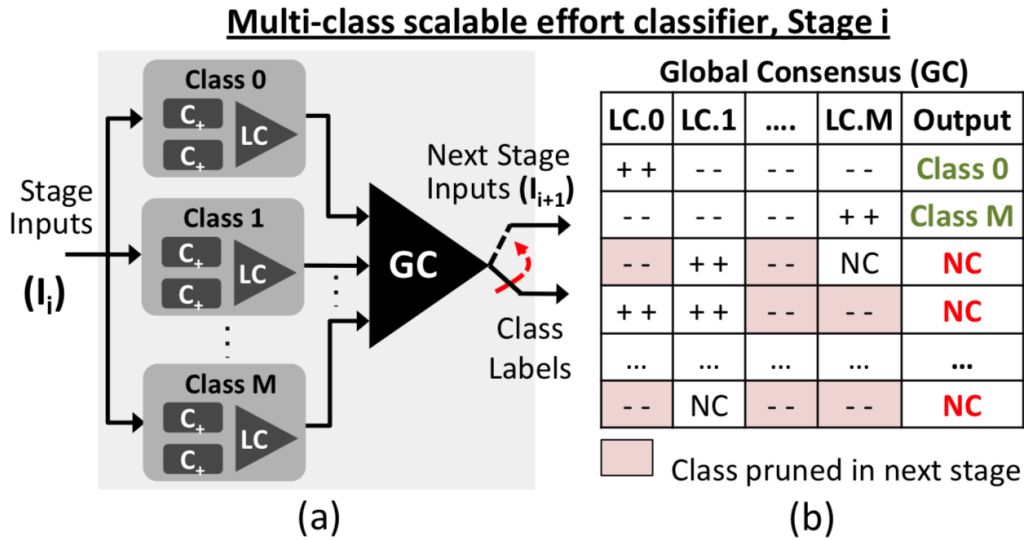 Multi-class scalable effort classifier, Stage i
Class 0
C+
C+
LC
Class 1
C+
C+
LC
Class M
C+
C+
LC
Stage
Inputs
(Ii)
GC
Next Stage
Inputs (Ii+1)
Class
Labels
(a)
Global Consensus (GC)
LC.0 LC.1 .... LC.M Output
+ + - - - - - - Class 0
- - - - - - + + Class M
- - + + - - NC NC
+ + + + - - - - NC
... ... ... ... ...
- - NC - - - - NC
Class pruned in next stage
(b)